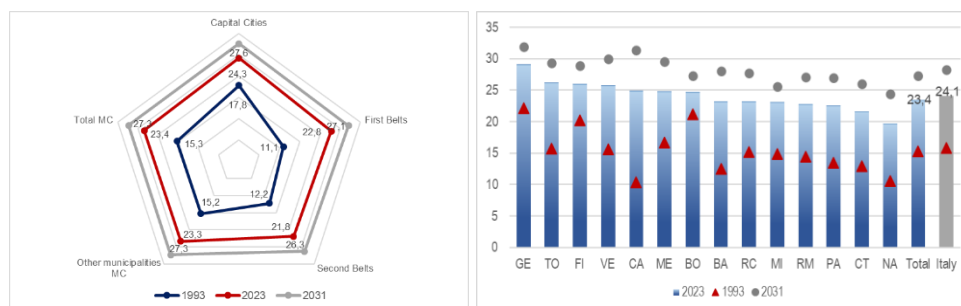 Capital Cities
27,6
24,3
17,8
Total MC
27,3
23,4
15,3
First Belts
27,1
22,8
11,1
15,2
12,2
23,3
21,8
27,3
26,3
Other municipalities
MC
Second Belts
1993 2023 2031
35
30
25
20
15
10
5
0
23,4
24,1
GE TO FI VE CA ME BO BA RC MI RM PA CT NA Total Italy
2023 1993 2031